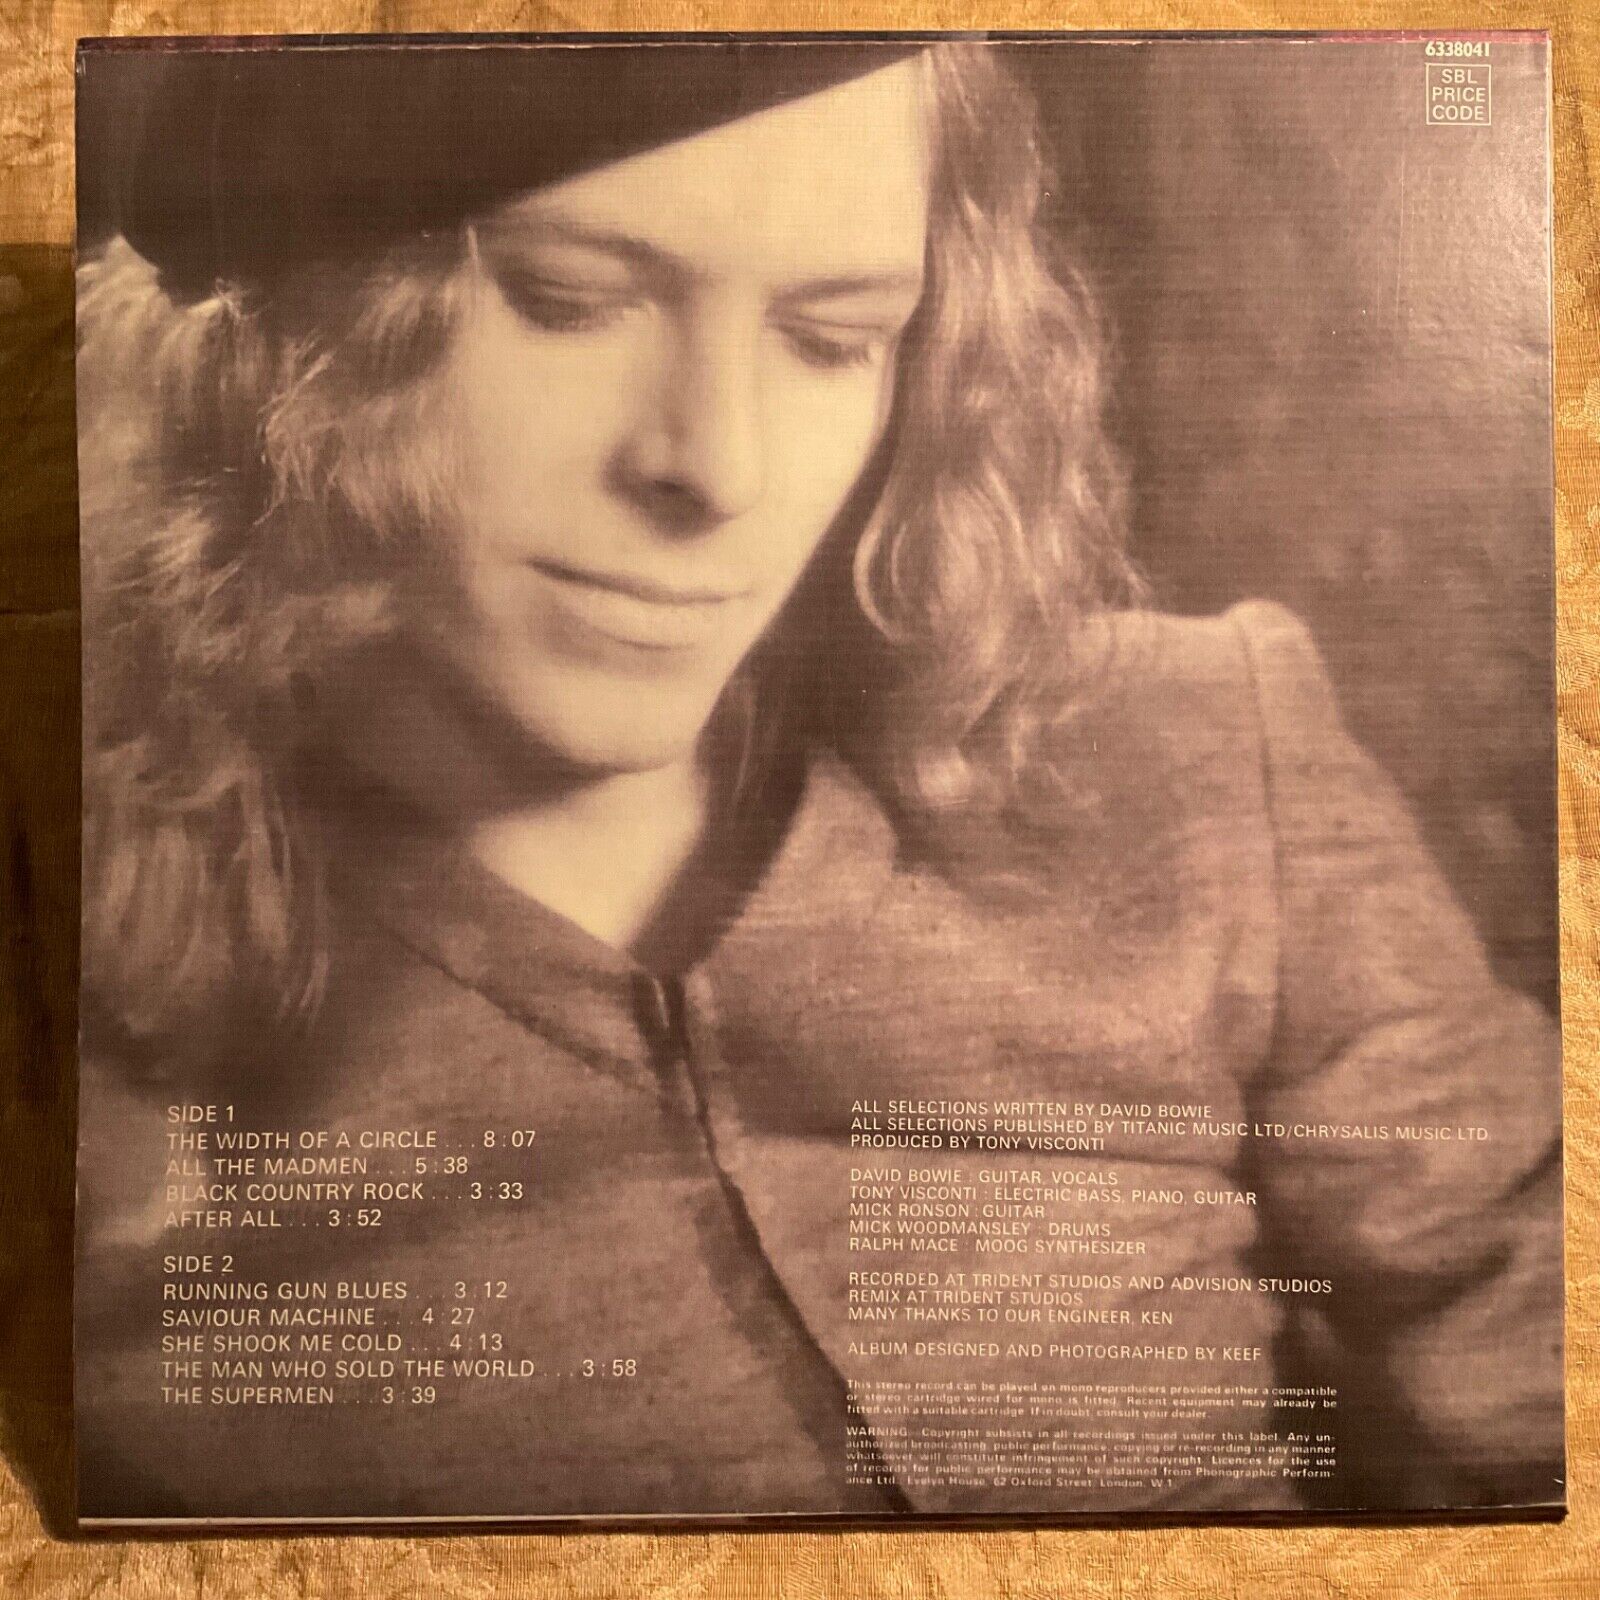 6338041
SBL
PRICE
CODE
SIDE 1
THE WIDTH OF A CIRCLE . . . 8 : 07
ALL THE MADMEN . . . 5 : 38
BLACK COUNTRY ROCK . . . 3 : 33
AFTER ALL . . . 3 : 52
SIDE 2
RUNNING GUN BLUES . . . 3 : 12
SAVIOUR MACHINE . . . 4 : 27
SHE SHOOK ME COLD . . . 4 : 13
THE MAN WHO SOLD THE WORLD . . . 3 : 58
THE SUPERMEN . . . 3 : 39
ALL SELECTIONS WRITTEN BY DAVID BOWIE
ALL SELECTIONS PUBLISHED BY TITANIC MUSIC LTD/CHRYSALIS MUSIC LTD
PRODUCED BY TONY VISCONTI
DAVID BOWIE : GUITAR, VOCALS
TONY VISCONTI : ELECTRIC BASS, PIANO, GUITAR
MICK RONSON : GUITAR
MICK WOODMANSLEY : DRUMS
RALPH MACE : MOOG SYNTHESIZER
RECORDED AT TRIDENT STUDIOS AND ADVISION STUDIOS
REMIX AT TRIDENT STUDIOS
MANY THANKS TO OUR ENGINEER, KEN
ALBUM DESIGNED AND PHOTOGRAPHED BY KEEF
This stereo record can be played on mono reproducers provided either a compatible
or stereo cartridge wired for mono is fitted. Recent equipment may already be
fitted with a suitable cartridge. If in doubt, consult your dealer.
WARNING. Copyright subsists in all recordings issued under this label. Any un-
authorized broadcasting, public performance, copying or re-recording in any manner
whatsoever will constitute infringement of such copyright. Licences for the use
of records for public performance may be obtained from Phonographic Perform-
ance Ltd., Evelyn House, 62 Oxford Street, London, W.1.